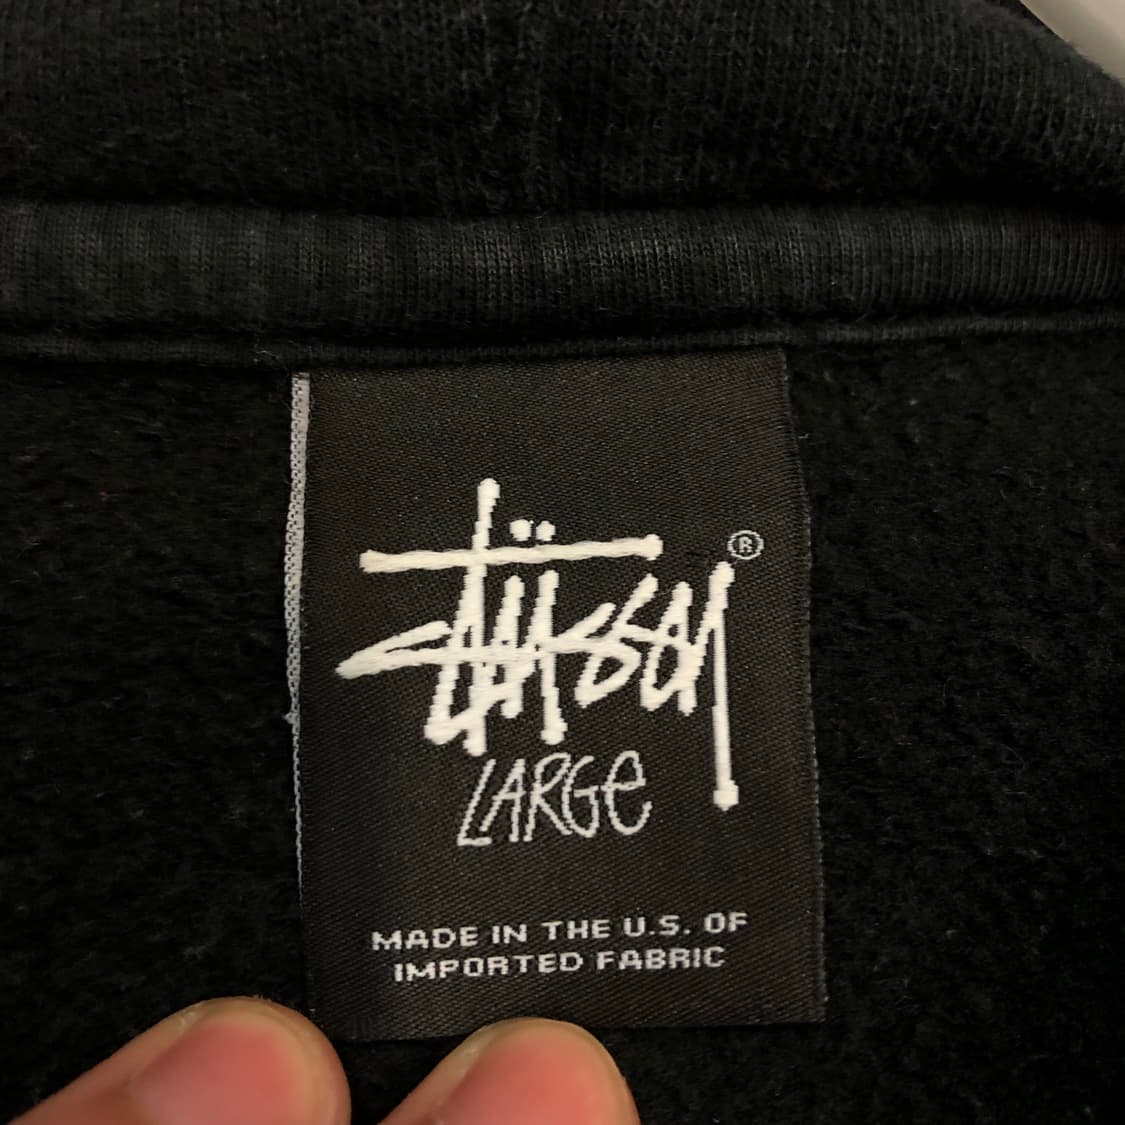 Stüssy ®
LARGE
MADE IN THE U.S. OF
IMPORTED FABRIC